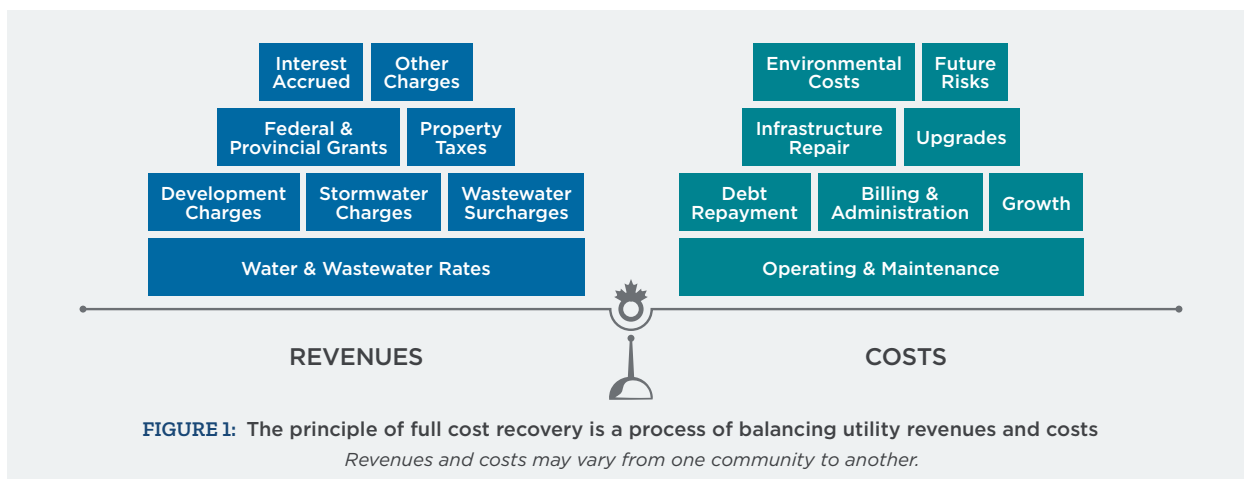 Interest
Accrued
Other
Charges
Federal &
Provincial Grants
Property
Taxes
Development
Charges
Stormwater
Charges
Wastewater
Surcharges
Water & Wastewater Rates
Environmental
Costs
Future
Risks
Infrastructure
Repair
Upgrades
Debt
Repayment
Billing &
Administration
Growth
Operating & Maintenance
REVENUES
COSTS
FIGURE 1: The principle of full cost recovery is a process of balancing utility revenues and costs
Revenues and costs may vary from one community to another.